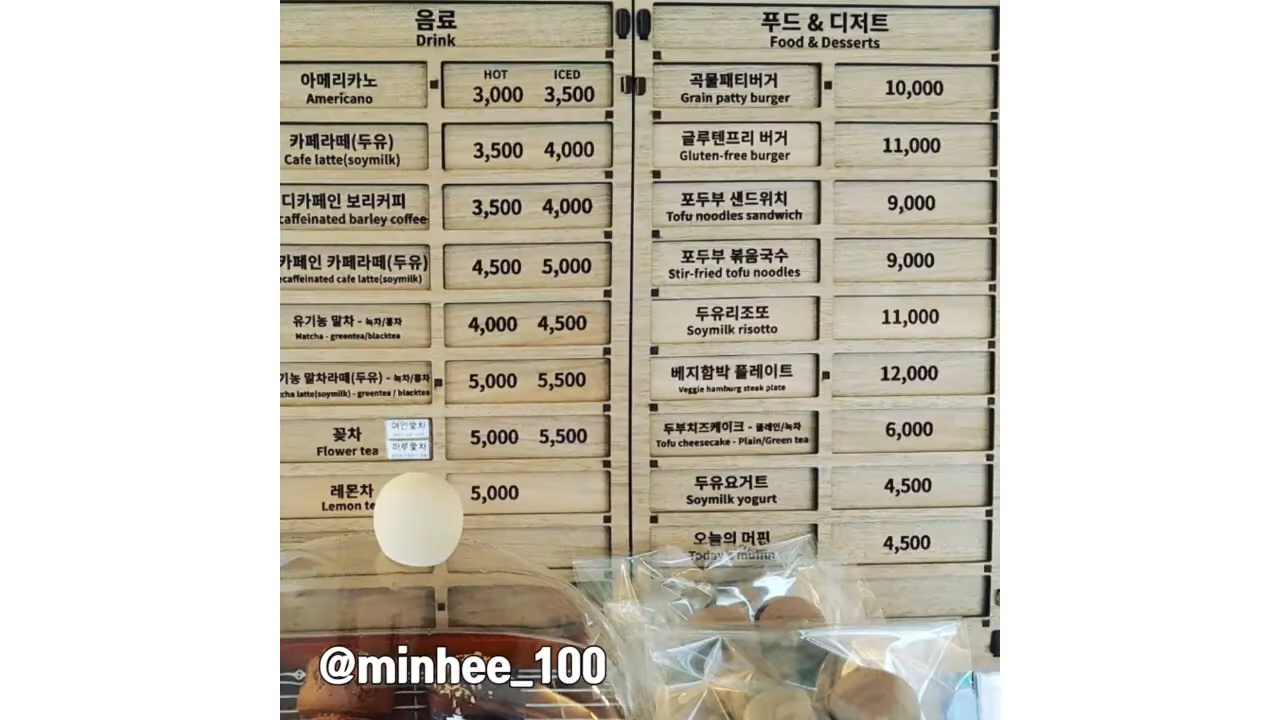 음료
Drink
HOT ICED
아메리카노 3,000 3,500
Americano
카페라떼(두유) 3,500 4,000
Cafe latte(soymilk)
디카페인 보리커피 3,500 4,000
caffeinated barley coffee
카페인 카페라떼(두유) 4,500 5,000
ecaffeinated cafe latte(soymilk)
유기농 말차 - 녹차/홍차 4,000 4,500
Matcha - greentea/blacktea
기농 말차라떼(두유) - 녹차/홍차 5,000 5,500
cha latte(soymilk) - greentea / blacktea
꽃차 5,000 5,500
Flower tea
레몬차 5,000
Lemon te
푸드 & 디저트
Food & Desserts
곡물패티버거 10,000
Grain patty burger
글루텐프리 버거 11,000
Gluten-free burger
포두부 샌드위치 9,000
Tofu noodles sandwich
포두부 볶음국수 9,000
Stir-fried tofu noodles
두유리조또 11,000
Soymilk risotto
베지함박 플레이트 12,000
Veggie hamburg steak plate
두부치즈케이크 - 플레인/녹차 6,000
Tofu cheesecake - Plain/Green tea
두유요거트 4,500
Soymilk yogurt
오늘의 머핀 4,500
Today's muffin
@minhee_100